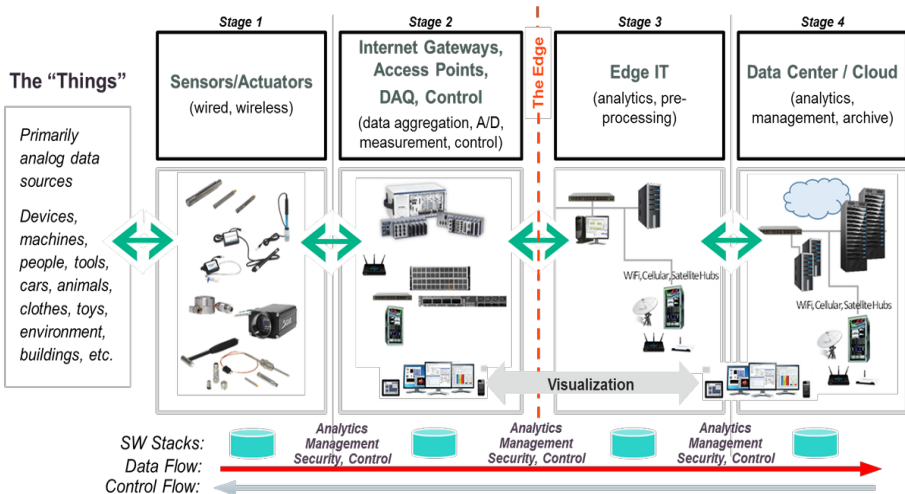 Stage 1
Stage 2
Stage 3
Stage 4
The “Things”
Primarily
analog data
sources
Devices,
machines,
people, tools,
cars, animals,
clothes, toys,
environment,
buildings, etc.
Sensors/Actuators
(wired, wireless)
Internet Gateways,
Access Points,
DAQ, Control
(data aggregation, A/D,
measurement, control)
The Edge
Edge IT
(analytics, pre-
processing)
Data Center / Cloud
(analytics,
management, archive)
WiFi, Cellular, Satellite Hubs
WiFi, Cellular, Satellite Hubs
Visualization
SW Stacks:
Analytics
Management
Security, Control
Analytics
Management
Security, Control
Analytics
Management
Security, Control
Data Flow:
Control Flow: